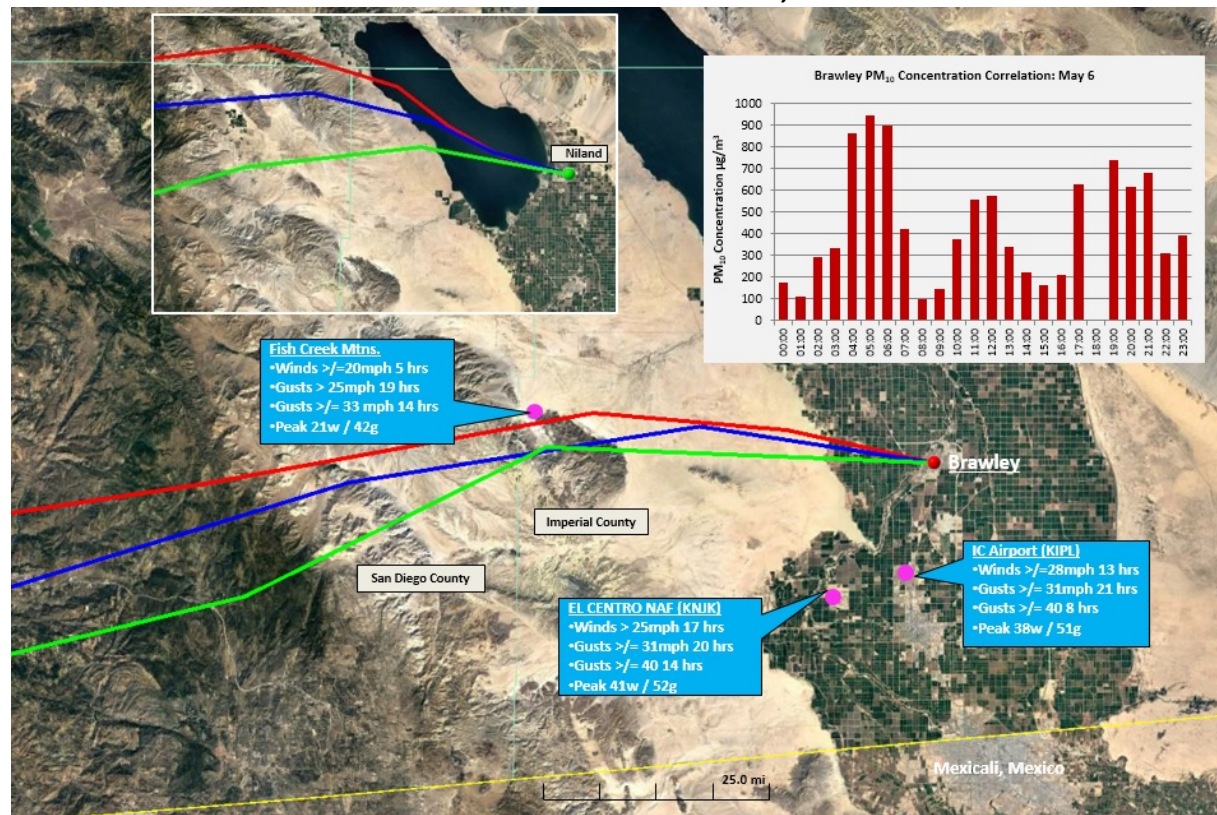 Niland
Brawley PM₁₀ Concentration Correlation: May 6
PM₁₀ Concentration µg/m³
1000
900
800
700
600
500
400
300
200
100
0
00:00
01:00
02:00
03:00
04:00
05:00
06:00
07:00
08:00
09:00
10:00
11:00
12:00
13:00
14:00
15:00
16:00
17:00
18:00
19:00
20:00
21:00
22:00
23:00
Fish Creek Mtns.
•Winds >/=20mph 5 hrs
•Gusts > 25mph 19 hrs
•Gusts >/= 33 mph 14 hrs
•Peak 21w / 42g
Brawley
Imperial County
San Diego County
IC Airport (KIPL)
•Winds >/=28mph 13 hrs
•Gusts >/= 31mph 21 hrs
•Gusts >/= 40 8 hrs
•Peak 38w / 51g
EL CENTRO NAF (KNJK)
•Winds > 25mph 17 hrs
•Gusts >/= 31mph 20 hrs
•Gusts >/= 40 14 hrs
•Peak 41w / 52g
25.0 mi
Mexicali, Mexico